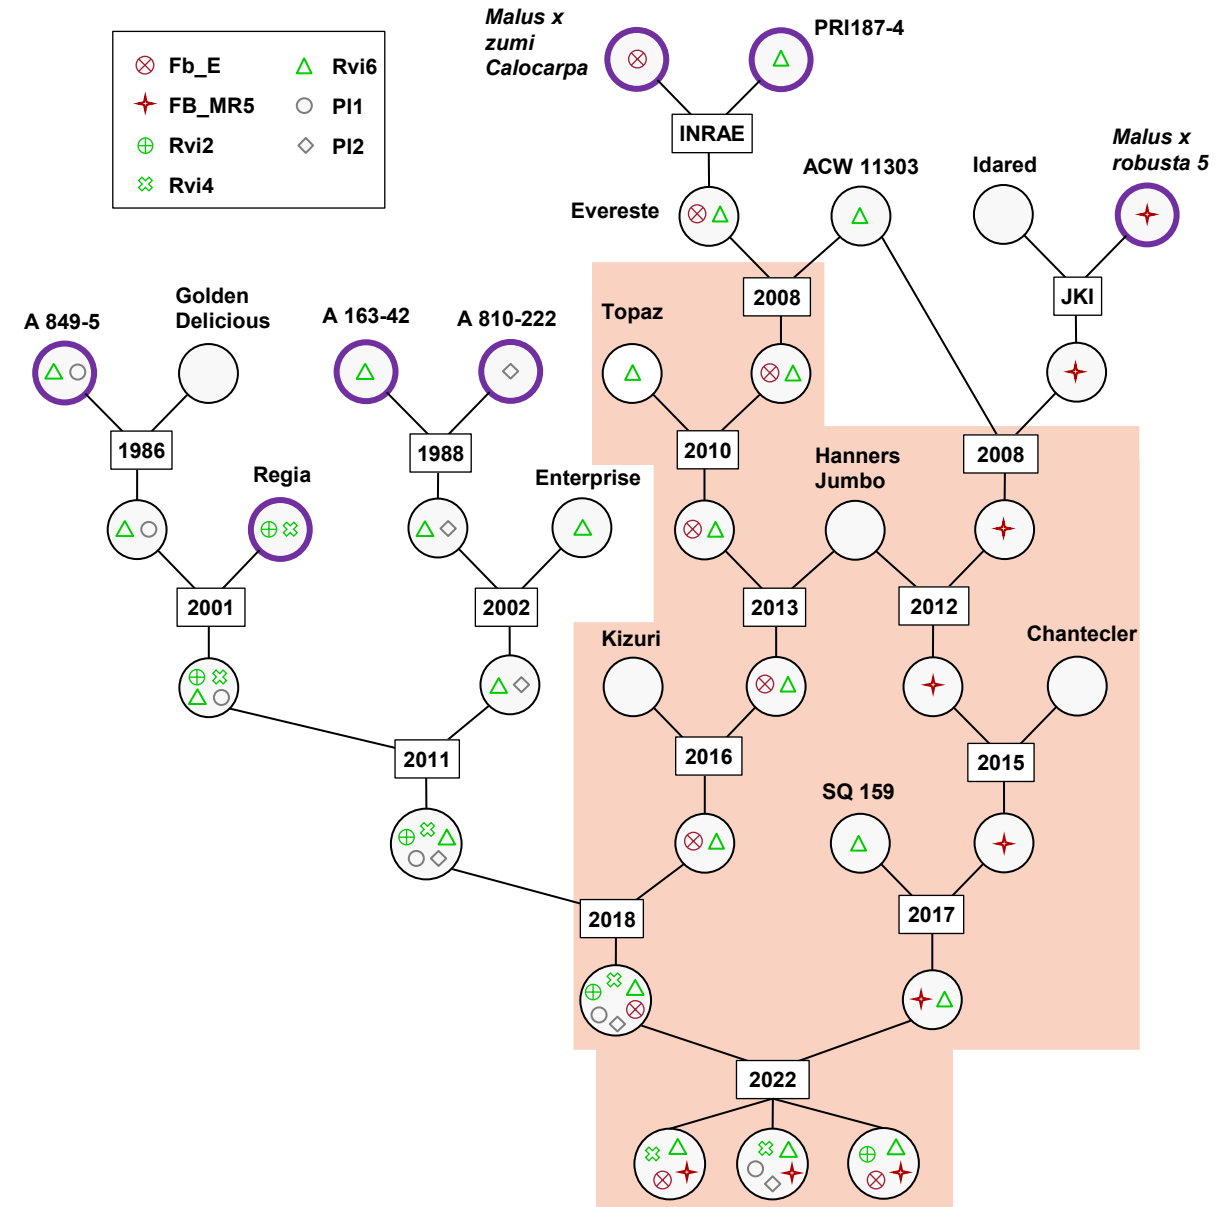 Malus x
zumi
Calocarpa
PRI187-4
Fb_E
Rvi6
FB_MR5
Pl1
Rvi2
Pl2
Rvi4
INRAE
Malus x
robusta 5
Idared
ACW 11303
Evereste
2008
JKI
Golden
Delicious
A 849-5
A 163-42
A 810-222
Topaz
1986
1988
2010
2008
Hanners
Jumbo
Regia
Enterprise
2001
2002
2013
2012
Kizuri
Chantecler
2011
2016
2015
SQ 159
2018
2017
2022